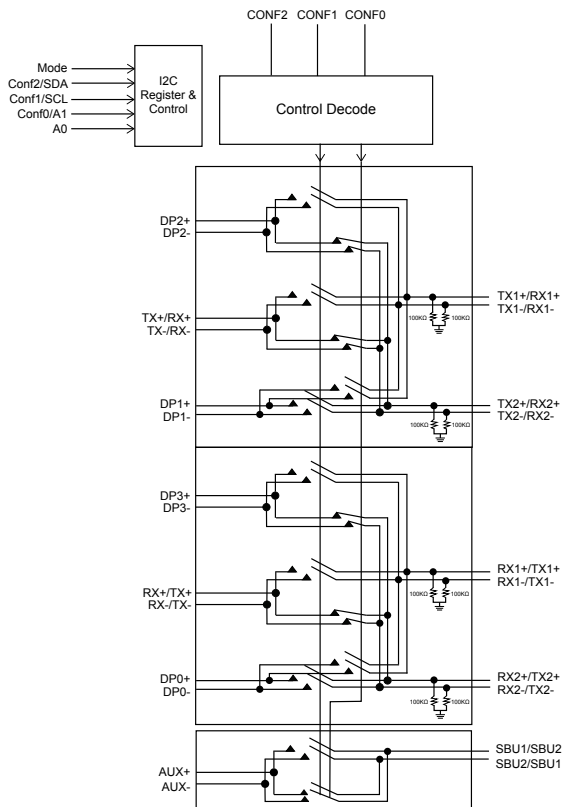 CONF2 CONF1 CONF0
Mode
Conf2/SDA
Conf1/SCL
Conf0/A1
A0
I2C
Register &
Control
Control Decode
DP2+
DP2-
TX+/RX+
TX-/RX-
TX1+/RX1+
TX1-/RX1-
100KΩ 100KΩ
DP1+
DP1-
TX2+/RX2+
TX2-/RX2-
100KΩ 100KΩ
DP3+
DP3-
RX+/TX+
RX-/TX-
RX1+/TX1+
RX1-/TX1-
100KΩ 100KΩ
DP0+
DP0-
RX2+/TX2+
RX2-/TX2-
100KΩ 100KΩ
AUX+
AUX-
SBU1/SBU2
SBU2/SBU1